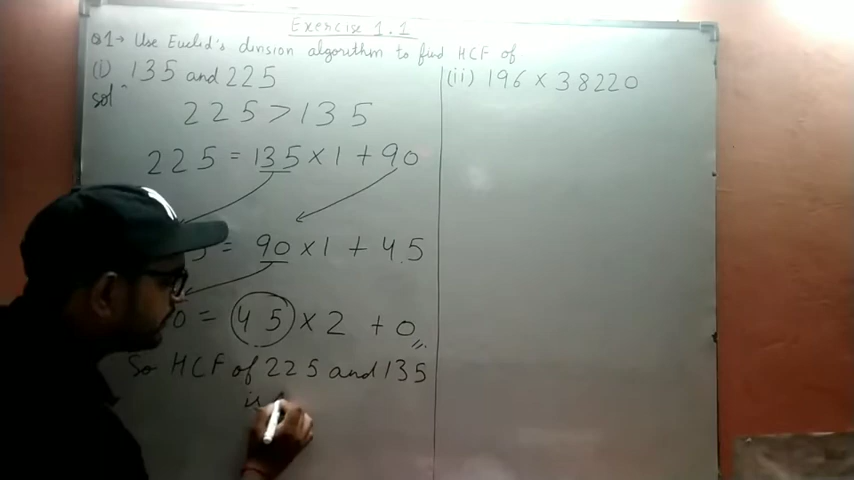 Exercise 1.1
Q1→ Use Euclid's division algorithm to find HCF of
(i) 135 and 225
sol
225 > 135
225 = 135 × 1 + 90
5 = 90 × 1 + 45
0 = 45 × 2 + 0
So HCF of 225 and 135
is
(ii) 196 × 38220